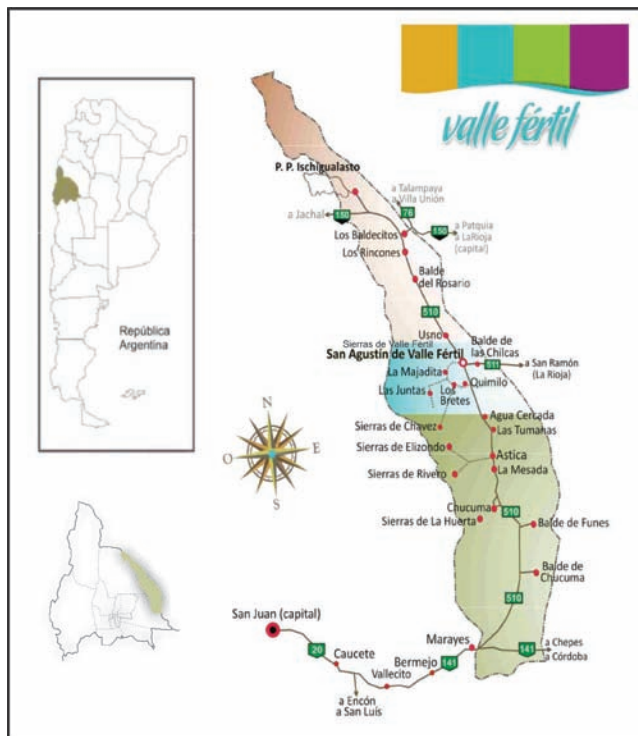 valle fértil
P. P. Ischigualasto
a Talampaya
a Villa Unión
a Jachal
150
76
150
a Patquia
a LaRioja
(capital)
Los Baldecitos
Los Rincones
Balde
del Rosario
510
República
Argentina
Usno
Sierras de Valle Fértil
San Agustín de Valle Fértil
Balde de
las Chilcas
511
a San Ramón
(La Rioja)
La Majadita
Quimilo
Las Juntas
Los
Bretes
Agua Cercada
Las Tumanas
Sierras de Chavez
Sierras de Elizondo
Astica
La Mesada
Sierras de Rivero
N
E
O
S
Chucuma
510
Sierras de La Huerta
Balde de Funes
Balde de
Chucuma
510
San Juan (capital)
Marayes
a Chepes
a Córdoba
20
Caucete
Bermejo
141
141
Vallecito
a Encón
a San Luís